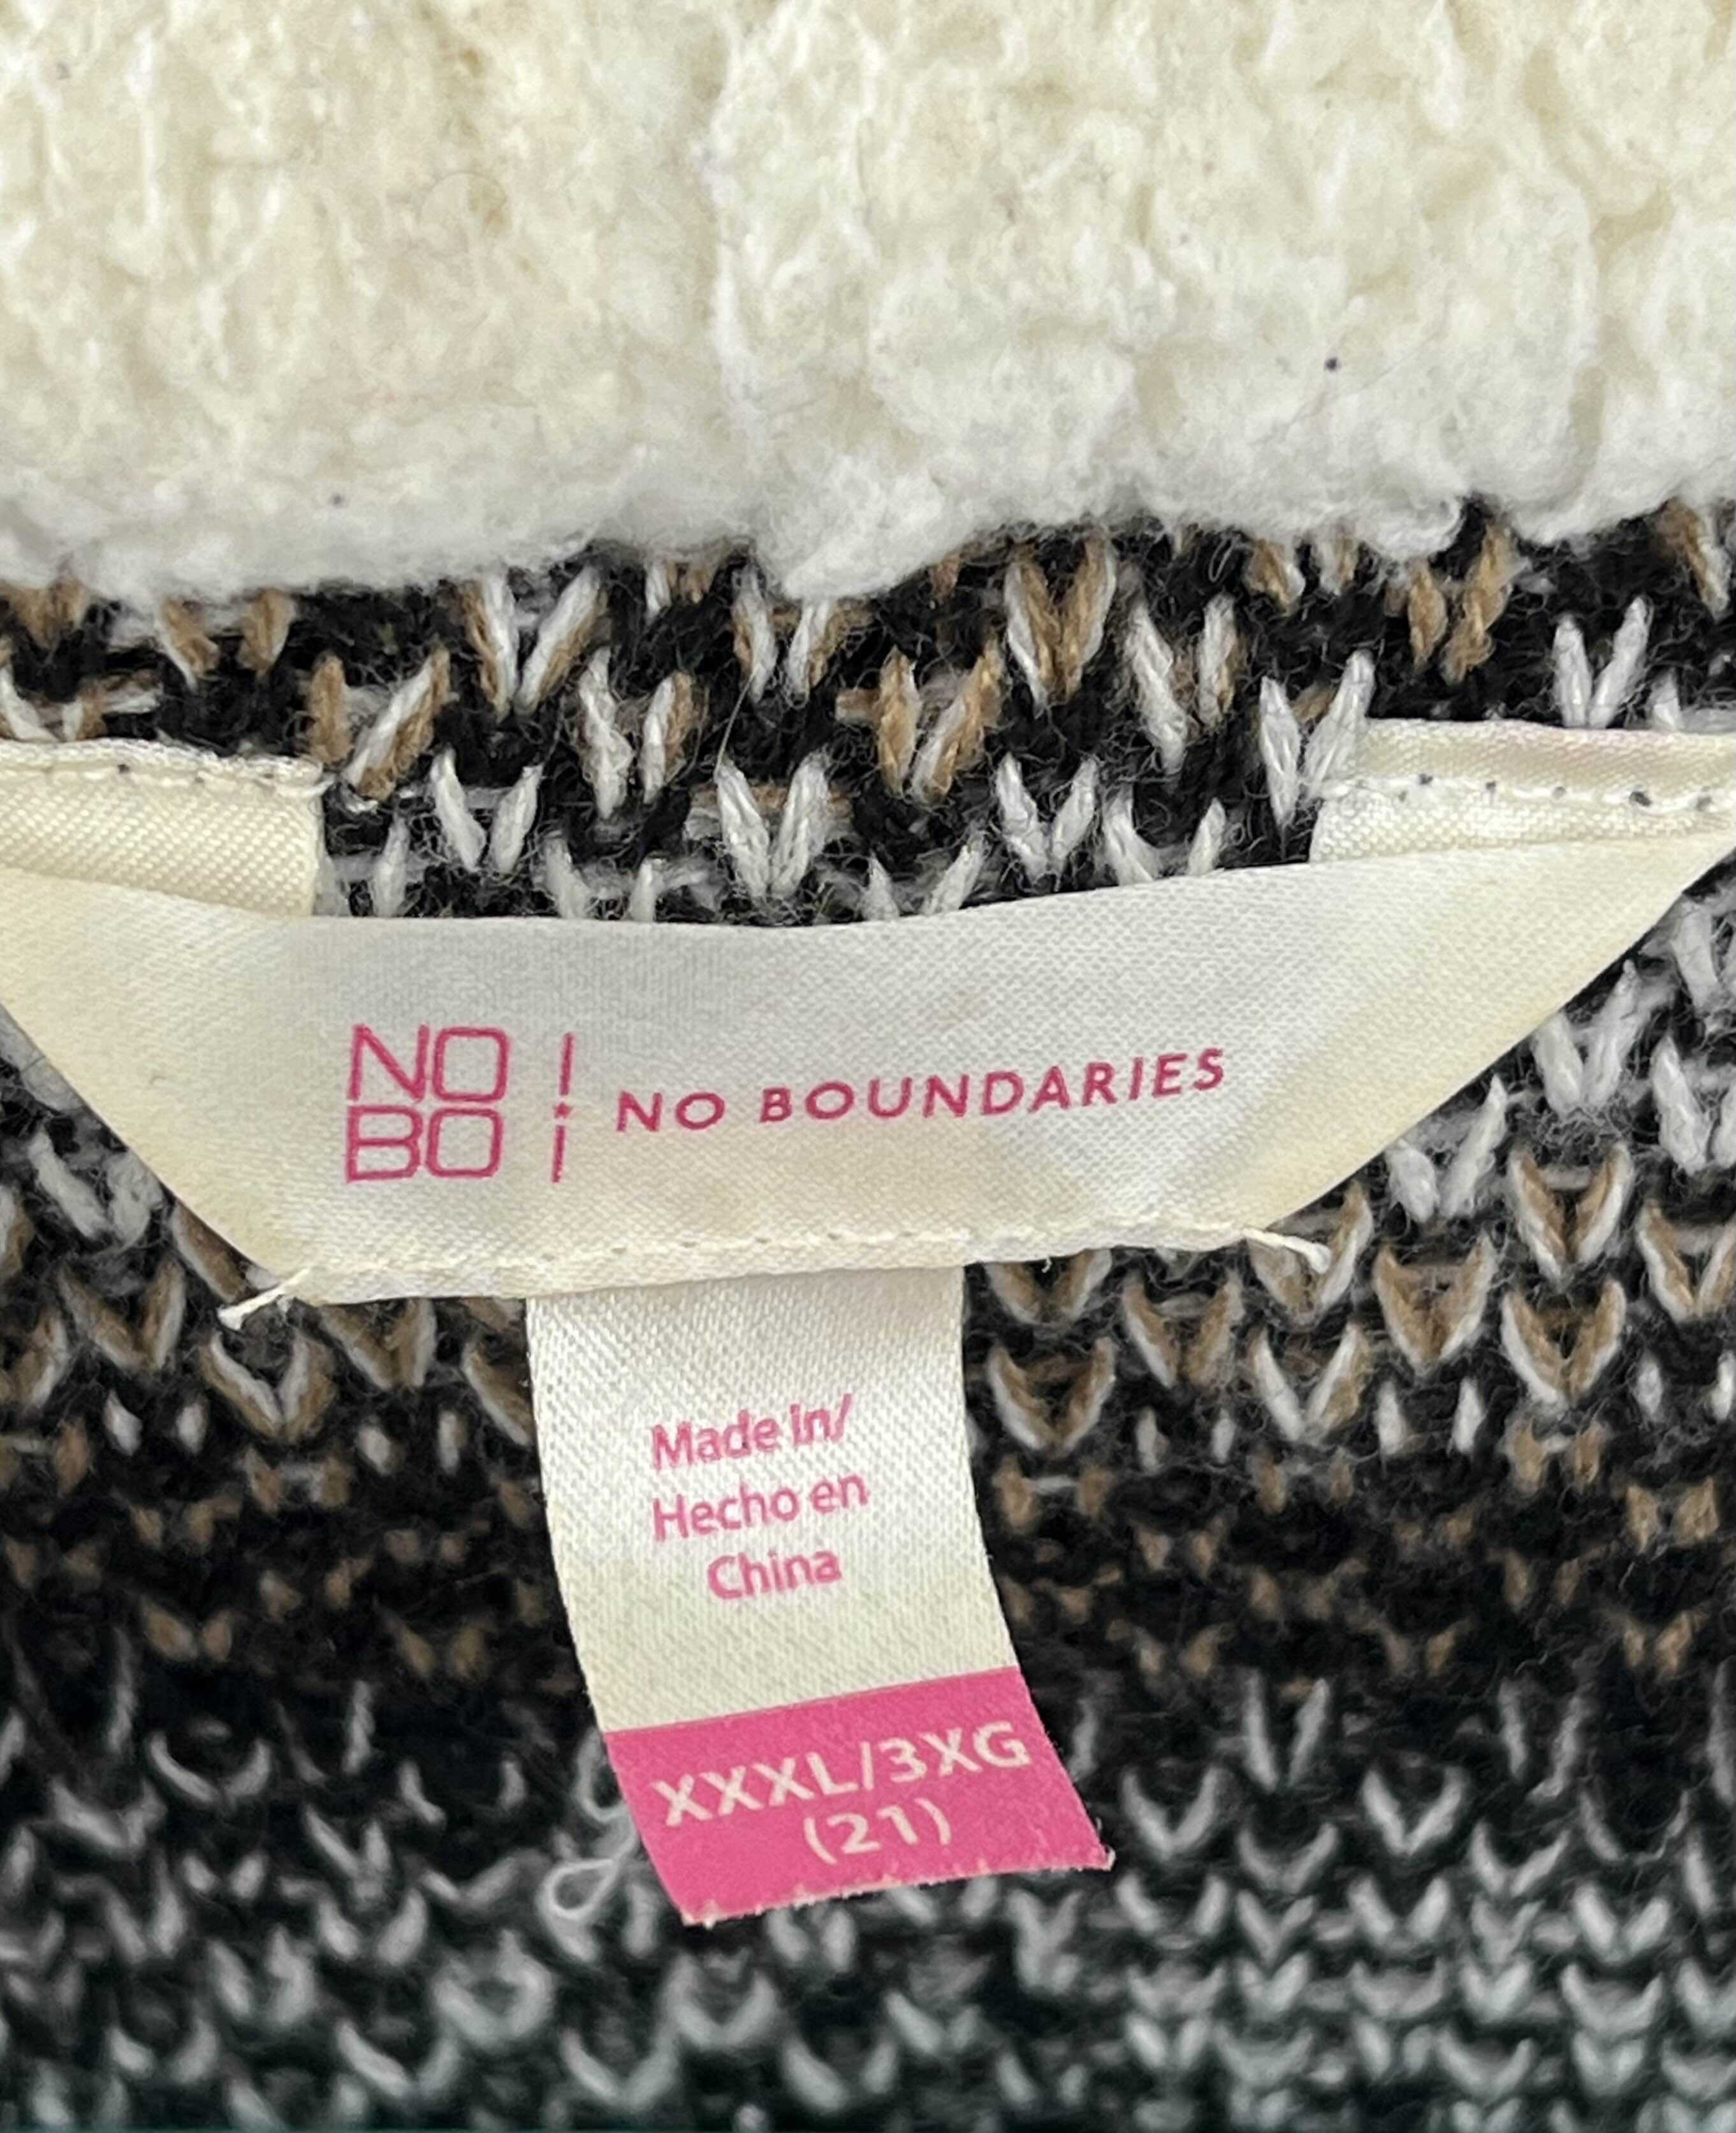 NO
BO
NO BOUNDARIES
Made in/
Hecho en
China
XXXL/3XG
(21)